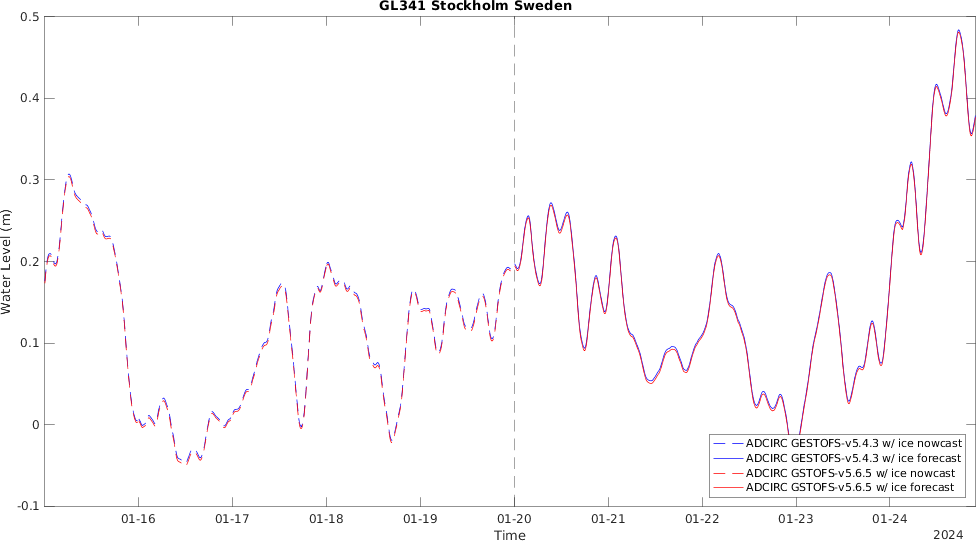 GL341 Stockholm Sweden
0.5
0.4
0.3
0.2
0.1
0
-0.1
Water Level (m)
ADCIRC GESTOFS-v5.4.3 w/ ice nowcast
ADCIRC GESTOFS-v5.4.3 w/ ice forecast
ADCIRC GSTOFS-v5.6.5 w/ ice nowcast
ADCIRC GSTOFS-v5.6.5 w/ ice forecast
01-16 01-17 01-18 01-19 01-20 01-21 01-22 01-23 01-24
Time
2024